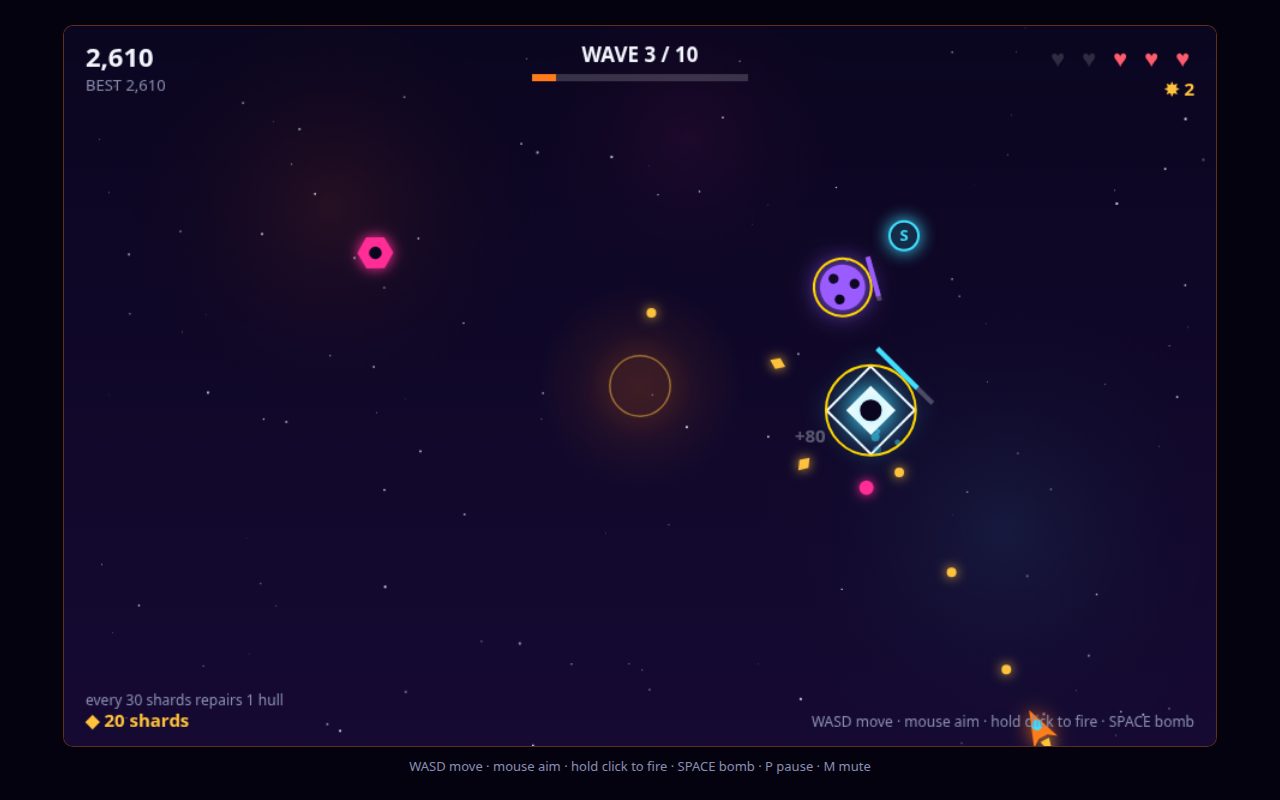 2,610
BEST 2,610
WAVE 3 / 10
2
S
+80
every 30 shards repairs 1 hull
20 shards
WASD move · mouse aim · hold click to fire · SPACE bomb
WASD move · mouse aim · hold click to fire · SPACE bomb · P pause · M mute